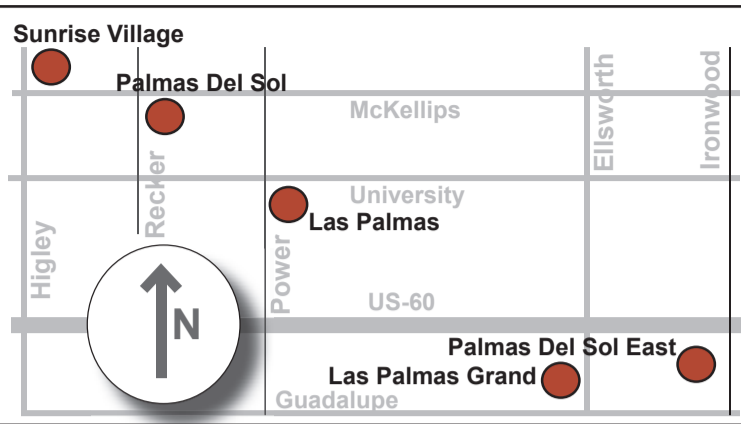 Sunrise Village
Palmas Del Sol
McKellips
Ellsworth
Ironwood
Recker
University
Las Palmas
Higley
Power
US-60
N
Palmas Del Sol East
Las Palmas Grand
Guadalupe